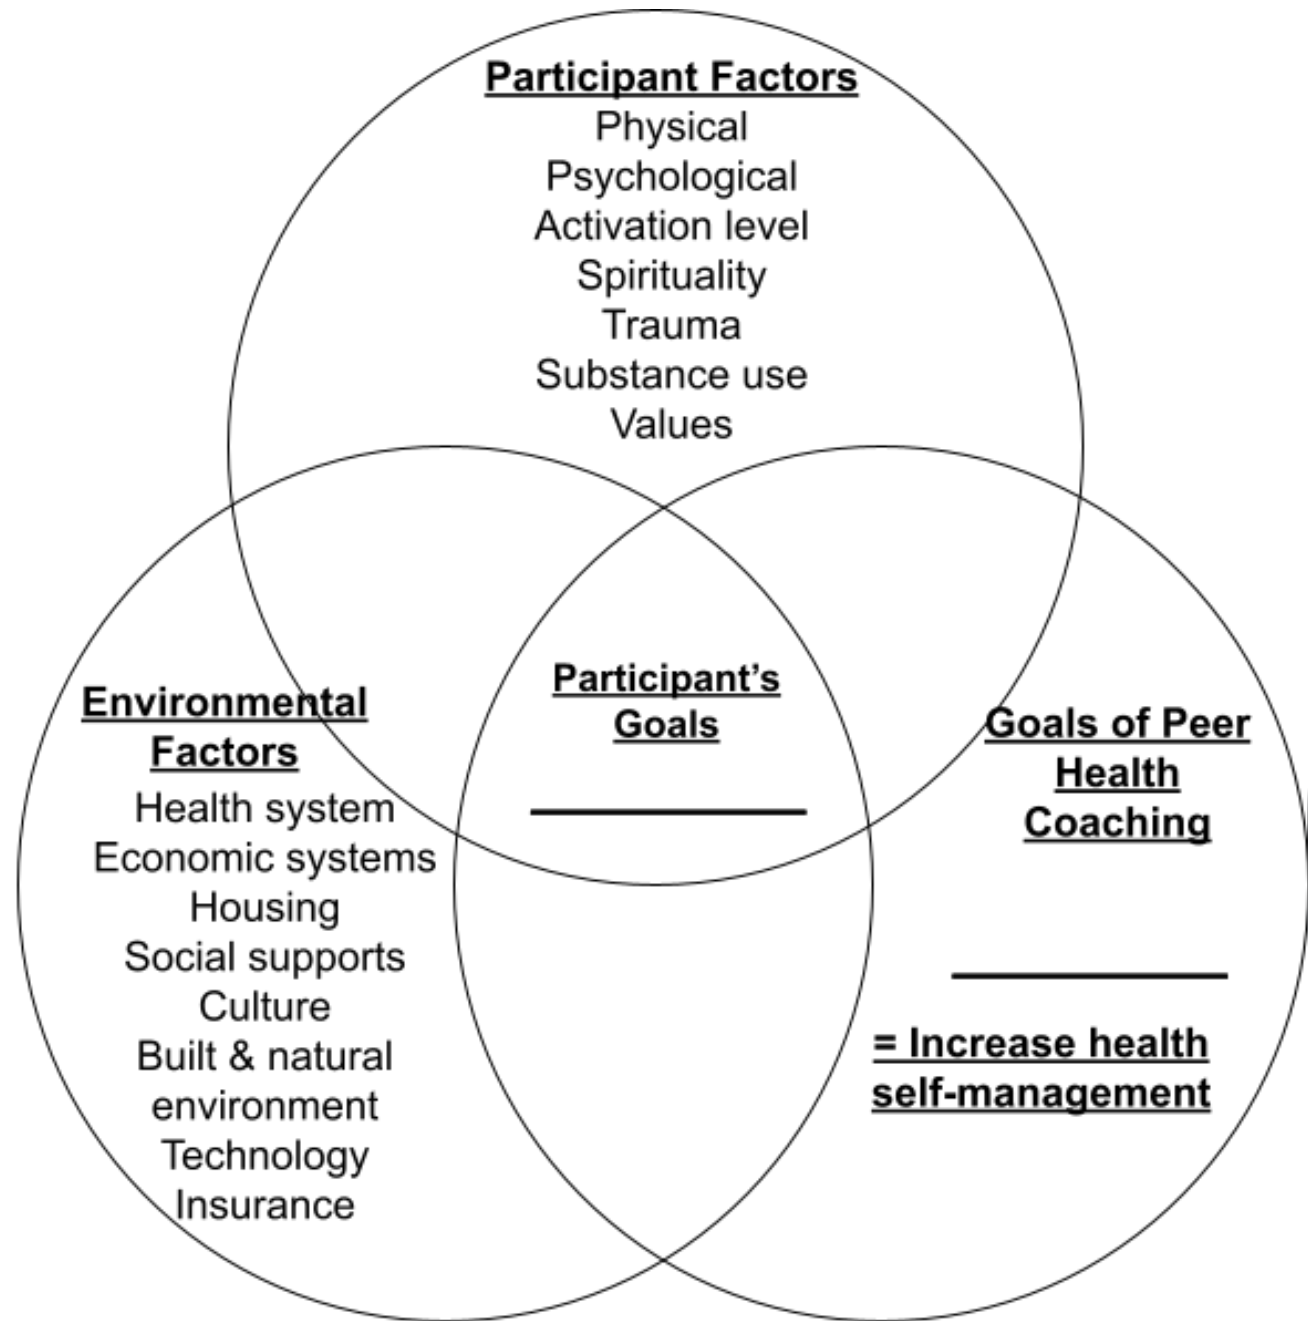 Participant Factors
Physical
Psychological
Activation level
Spirituality
Trauma
Substance use
Values
Environmental
Factors
Health system
Economic systems
Housing
Social supports
Culture
Built & natural
environment
Technology
Insurance
Participant’s
Goals
Goals of Peer
Health
Coaching
= Increase health
self-management